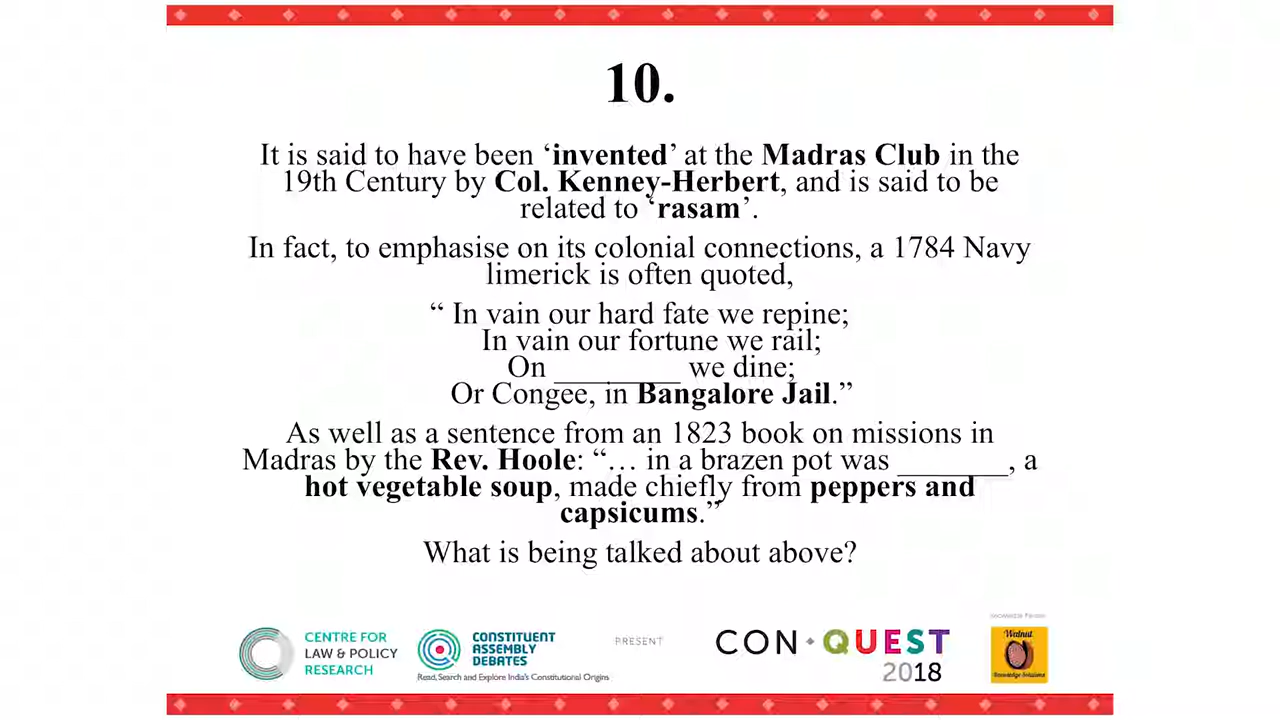 10.
It is said to have been ‘invented’ at the Madras Club in the
19th Century by Col. Kenney-Herbert, and is said to be
related to ‘rasam’.
In fact, to emphasise on its colonial connections, a 1784 Navy
limerick is often quoted,
“ In vain our hard fate we repine;
In vain our fortune we rail;
On ________ we dine;
Or Congee, in Bangalore Jail.”
As well as a sentence from an 1823 book on missions in
Madras by the Rev. Hoole: “… in a brazen pot was _______, a
hot vegetable soup, made chiefly from peppers and
capsicums.”
What is being talked about above?
CENTRE FOR
LAW & POLICY
RESEARCH
CONSTITUENT
ASSEMBLY
DEBATES
Read, Search and Explore India's Constitutional Origins
PRESENT
CON QUEST
2018
Knowledge Partner
Walnut
Knowledge Solutions